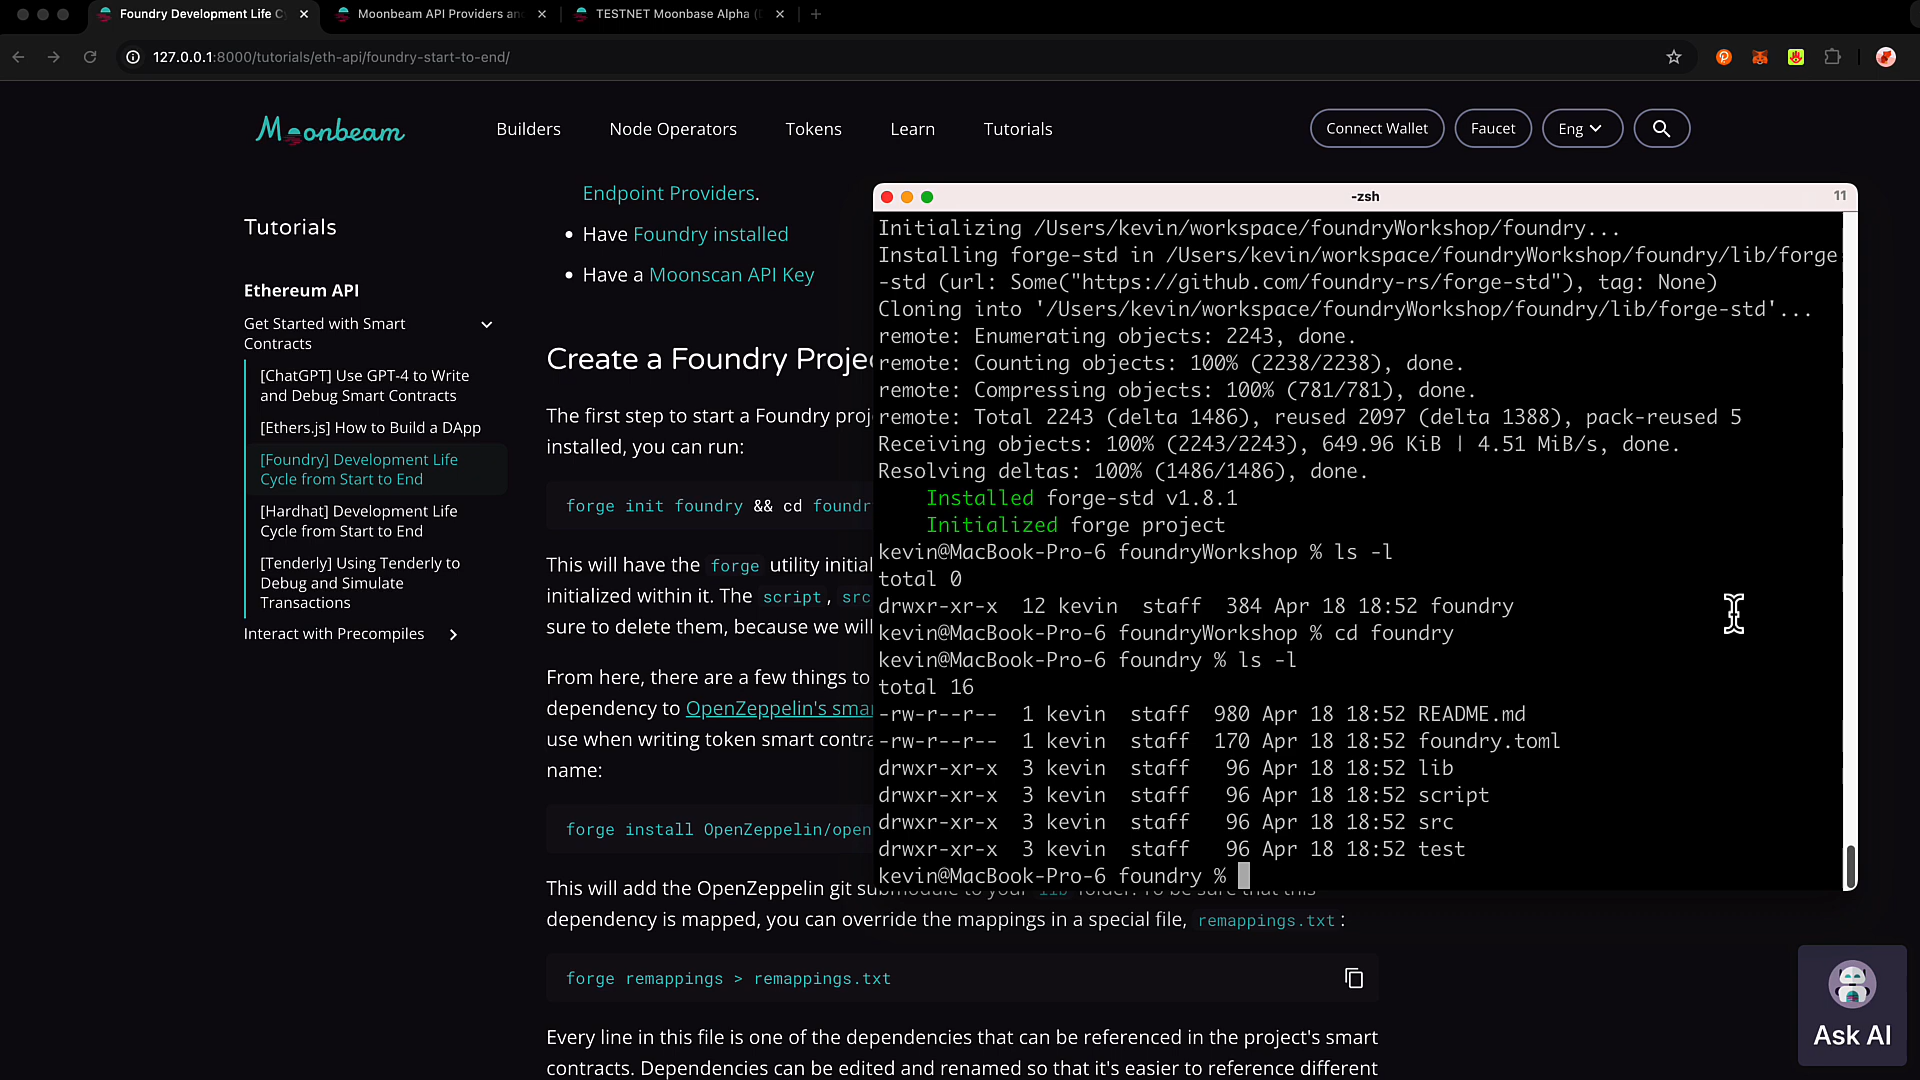 Foundry Development Life C
Moonbeam API Providers an
TESTNET Moonbase Alpha (
127.0.0.1:8000/tutorials/eth-api/foundry-start-to-end/
Moonbeam
Builders
Node Operators
Tokens
Learn
Tutorials
Connect Wallet
Faucet
Eng
Tutorials
Ethereum API
Get Started with Smart
Contracts
[ChatGPT] Use GPT-4 to Write
and Debug Smart Contracts
[Ethers.js] How to Build a DApp
[Foundry] Development Life
Cycle from Start to End
[Hardhat] Development Life
Cycle from Start to End
[Tenderly] Using Tenderly to
Debug and Simulate
Transactions
Interact with Precompiles
Endpoint Providers.
• Have Foundry installed
• Have a Moonscan API Key
Create a Foundry Projec
The first step to start a Foundry proj
installed, you can run:
forge init foundry && cd foundr
This will have the forge utility initial
initialized within it. The script, src
sure to delete them, because we will
From here, there are a few things to
dependency to OpenZeppelin's smar
use when writing token smart contra
name:
forge install OpenZeppelin/open
This will add the OpenZeppelin git submodule to your lib folder. To be sure that this
dependency is mapped, you can override the mappings in a special file, remappings.txt:
forge remappings > remappings.txt
Every line in this file is one of the dependencies that can be referenced in the project's smart
contracts. Dependencies can be edited and renamed so that it's easier to reference different
-zsh
11
Initializing /Users/kevin/workspace/foundryWorkshop/foundry...
Installing forge-std in /Users/kevin/workspace/foundryWorkshop/foundry/lib/forge
-std (url: Some("https://github.com/foundry-rs/forge-std"), tag: None)
Cloning into '/Users/kevin/workspace/foundryWorkshop/foundry/lib/forge-std'...
remote: Enumerating objects: 2243, done.
remote: Counting objects: 100% (2238/2238), done.
remote: Compressing objects: 100% (781/781), done.
remote: Total 2243 (delta 1486), reused 2097 (delta 1388), pack-reused 5
Receiving objects: 100% (2243/2243), 649.96 KiB | 4.51 MiB/s, done.
Resolving deltas: 100% (1486/1486), done.
Installed forge-std v1.8.1
Initialized forge project
kevin@MacBook-Pro-6 foundryWorkshop % ls -l
total 0
drwxr-xr-x 12 kevin staff 384 Apr 18 18:52 foundry
kevin@MacBook-Pro-6 foundryWorkshop % cd foundry
kevin@MacBook-Pro-6 foundry % ls -l
total 16
-rw-r--r-- 1 kevin staff 980 Apr 18 18:52 README.md
-rw-r--r-- 1 kevin staff 170 Apr 18 18:52 foundry.toml
drwxr-xr-x 3 kevin staff 96 Apr 18 18:52 lib
drwxr-xr-x 3 kevin staff 96 Apr 18 18:52 script
drwxr-xr-x 3 kevin staff 96 Apr 18 18:52 src
drwxr-xr-x 3 kevin staff 96 Apr 18 18:52 test
kevin@MacBook-Pro-6 foundry %
Ask AI